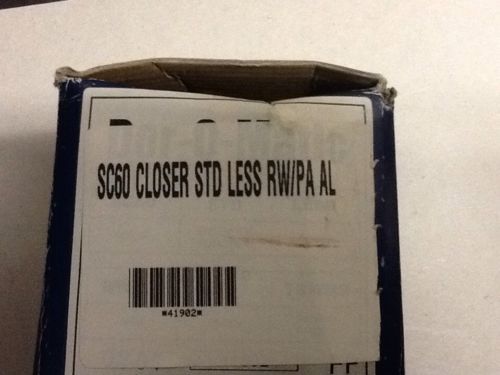 SC60 CLOSER STD LESS RW/PA AL
*41902*